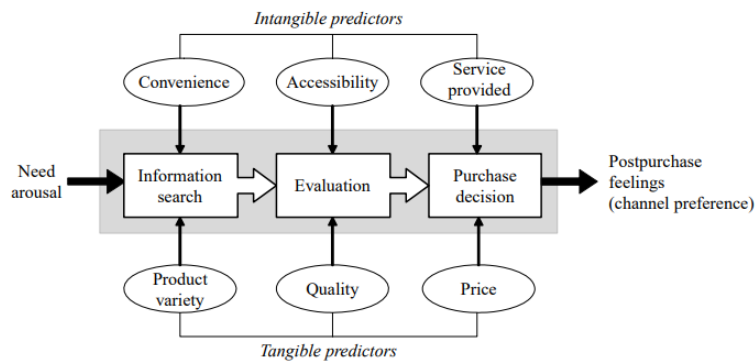 Intangible predictors
Convenience
Accessibility
Service
provided
Need
arousal
Information
search
Evaluation
Purchase
decision
Postpurchase
feelings
(channel preference)
Product
variety
Quality
Price
Tangible predictors